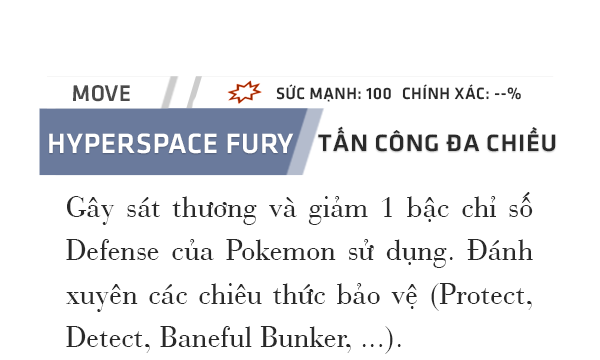 MOVE SỨC MẠNH: 100 CHÍNH XÁC: --%
HYPERSPACE FURY TẤN CÔNG ĐA CHIỀU
Gây sát thương và giảm 1 bậc chỉ số
Defense của Pokemon sử dụng. Đánh
xuyên các chiêu thức bảo vệ (Protect,
Detect, Baneful Bunker, ...).